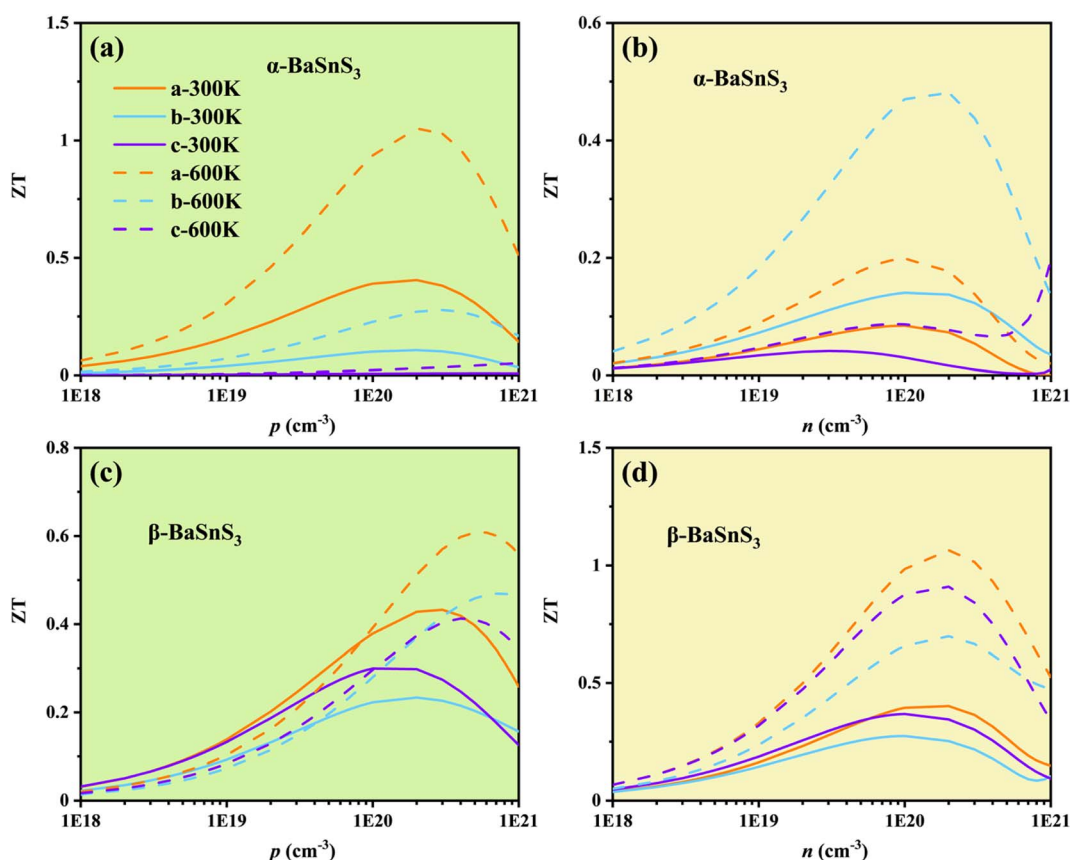 (a)
α-BaSnS₃
a-300K
b-300K
c-300K
a-600K
b-600K
c-600K
ZT
1.5
1
0.5
0
1E18
1E19
1E20
1E21
p (cm⁻³)
(b)
α-BaSnS₃
ZT
0.6
0.4
0.2
0
1E18
1E19
1E20
1E21
n (cm⁻³)
(c)
β-BaSnS₃
ZT
0.8
0.6
0.4
0.2
0
1E18
1E19
1E20
1E21
p (cm⁻³)
(d)
β-BaSnS₃
ZT
1.5
1
0.5
0
1E18
1E19
1E20
1E21
n (cm⁻³)